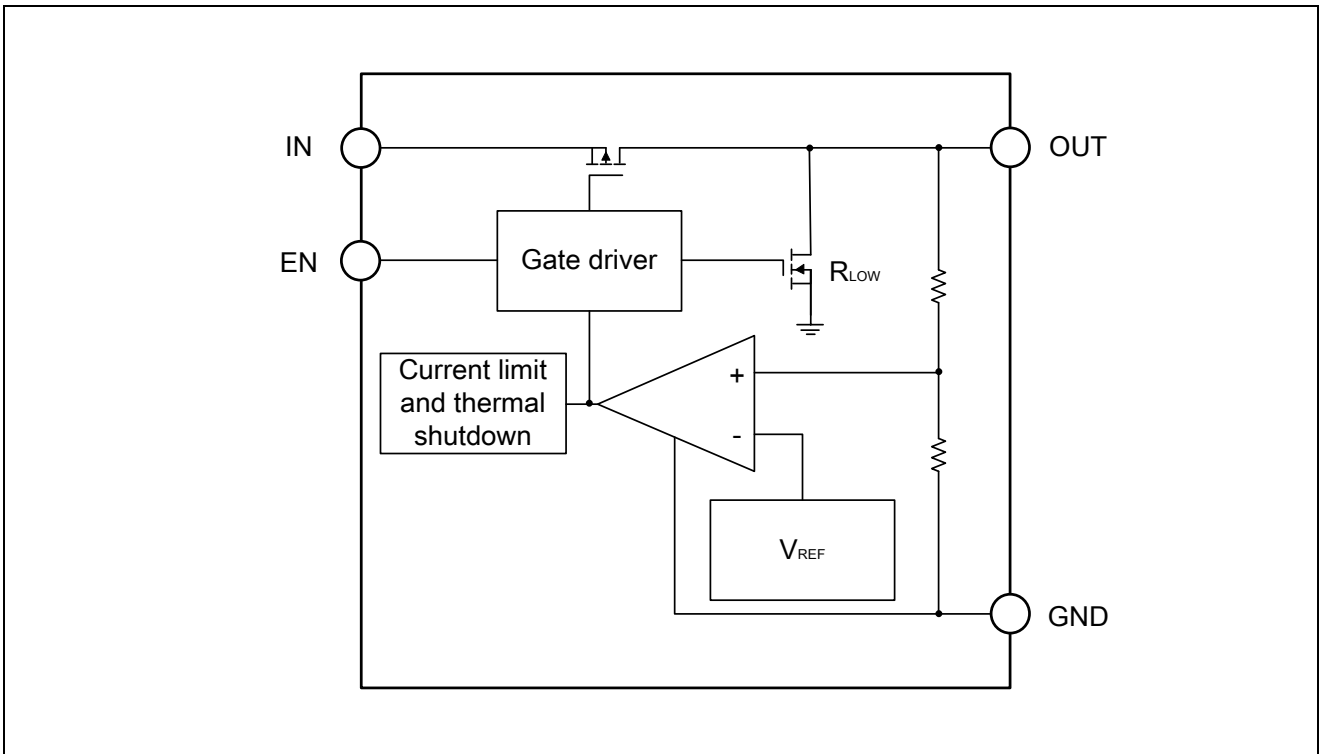 IN
OUT
EN
Gate driver
RLOW
Current limit
and thermal
shutdown
+
-
VREF
GND